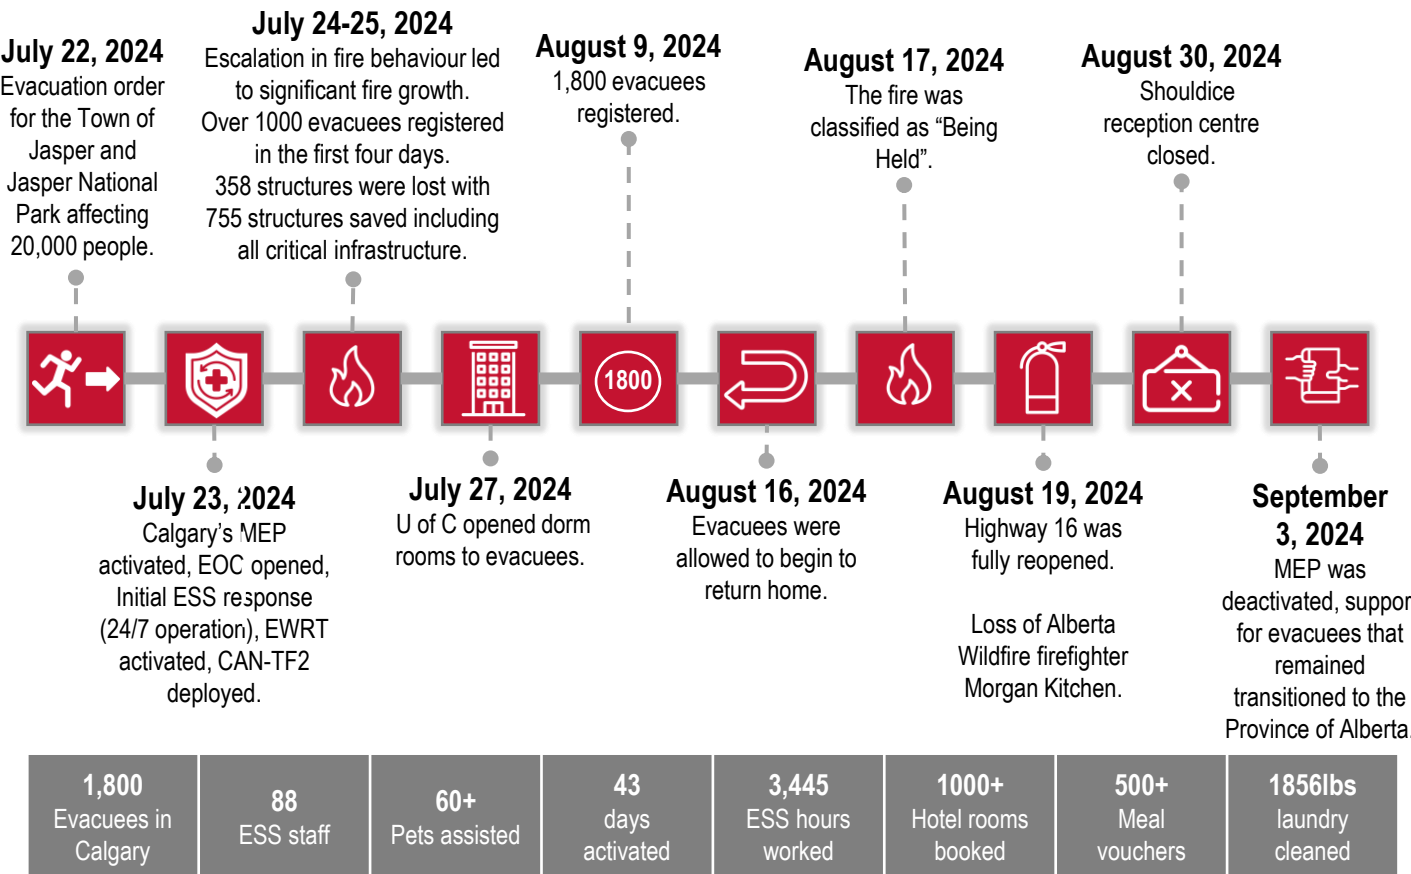 July 22, 2024
Evacuation order
for the Town of
Jasper and
Jasper National
Park affecting
20,000 people.
July 24-25, 2024
Escalation in fire behaviour led
to significant fire growth.
Over 1000 evacuees registered
in the first four days.
358 structures were lost with
755 structures saved including
all critical infrastructure.
August 9, 2024
1,800 evacuees
registered.
August 17, 2024
The fire was
classified as “Being
Held”.
August 30, 2024
Shouldice
reception centre
closed.
1800
July 23, 2024
Calgary’s MEP
activated, EOC opened,
Initial ESS response
(24/7 operation), EWRT
activated, CAN-TF2
deployed.
July 27, 2024
U of C opened dorm
rooms to evacuees.
August 16, 2024
Evacuees were
allowed to begin to
return home.
August 19, 2024
Highway 16 was
fully reopened.
Loss of Alberta
Wildfire firefighter
Morgan Kitchen.
September
3, 2024
MEP was
deactivated, suppor
for evacuees that
remained
transitioned to the
Province of Alberta.
1,800
Evacuees in
Calgary
88
ESS staff
60+
Pets assisted
43
days
activated
3,445
ESS hours
worked
1000+
Hotel rooms
booked
500+
Meal
vouchers
1856lbs
laundry
cleaned